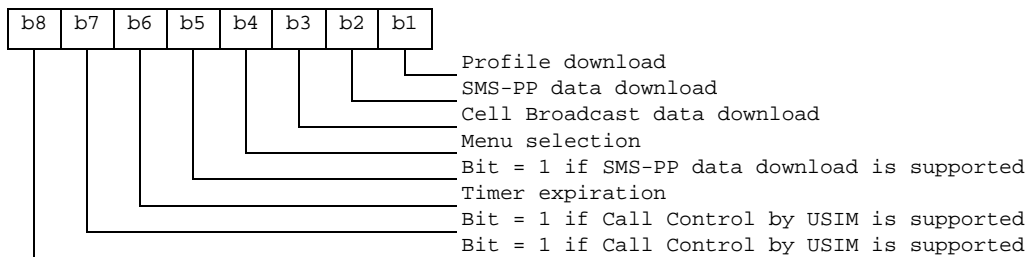 b8 b7 b6 b5 b4 b3 b2 b1
Profile download
SMS-PP data download
Cell Broadcast data download
Menu selection
Bit = 1 if SMS-PP data download is supported
Timer expiration
Bit = 1 if Call Control by USIM is supported
Bit = 1 if Call Control by USIM is supported